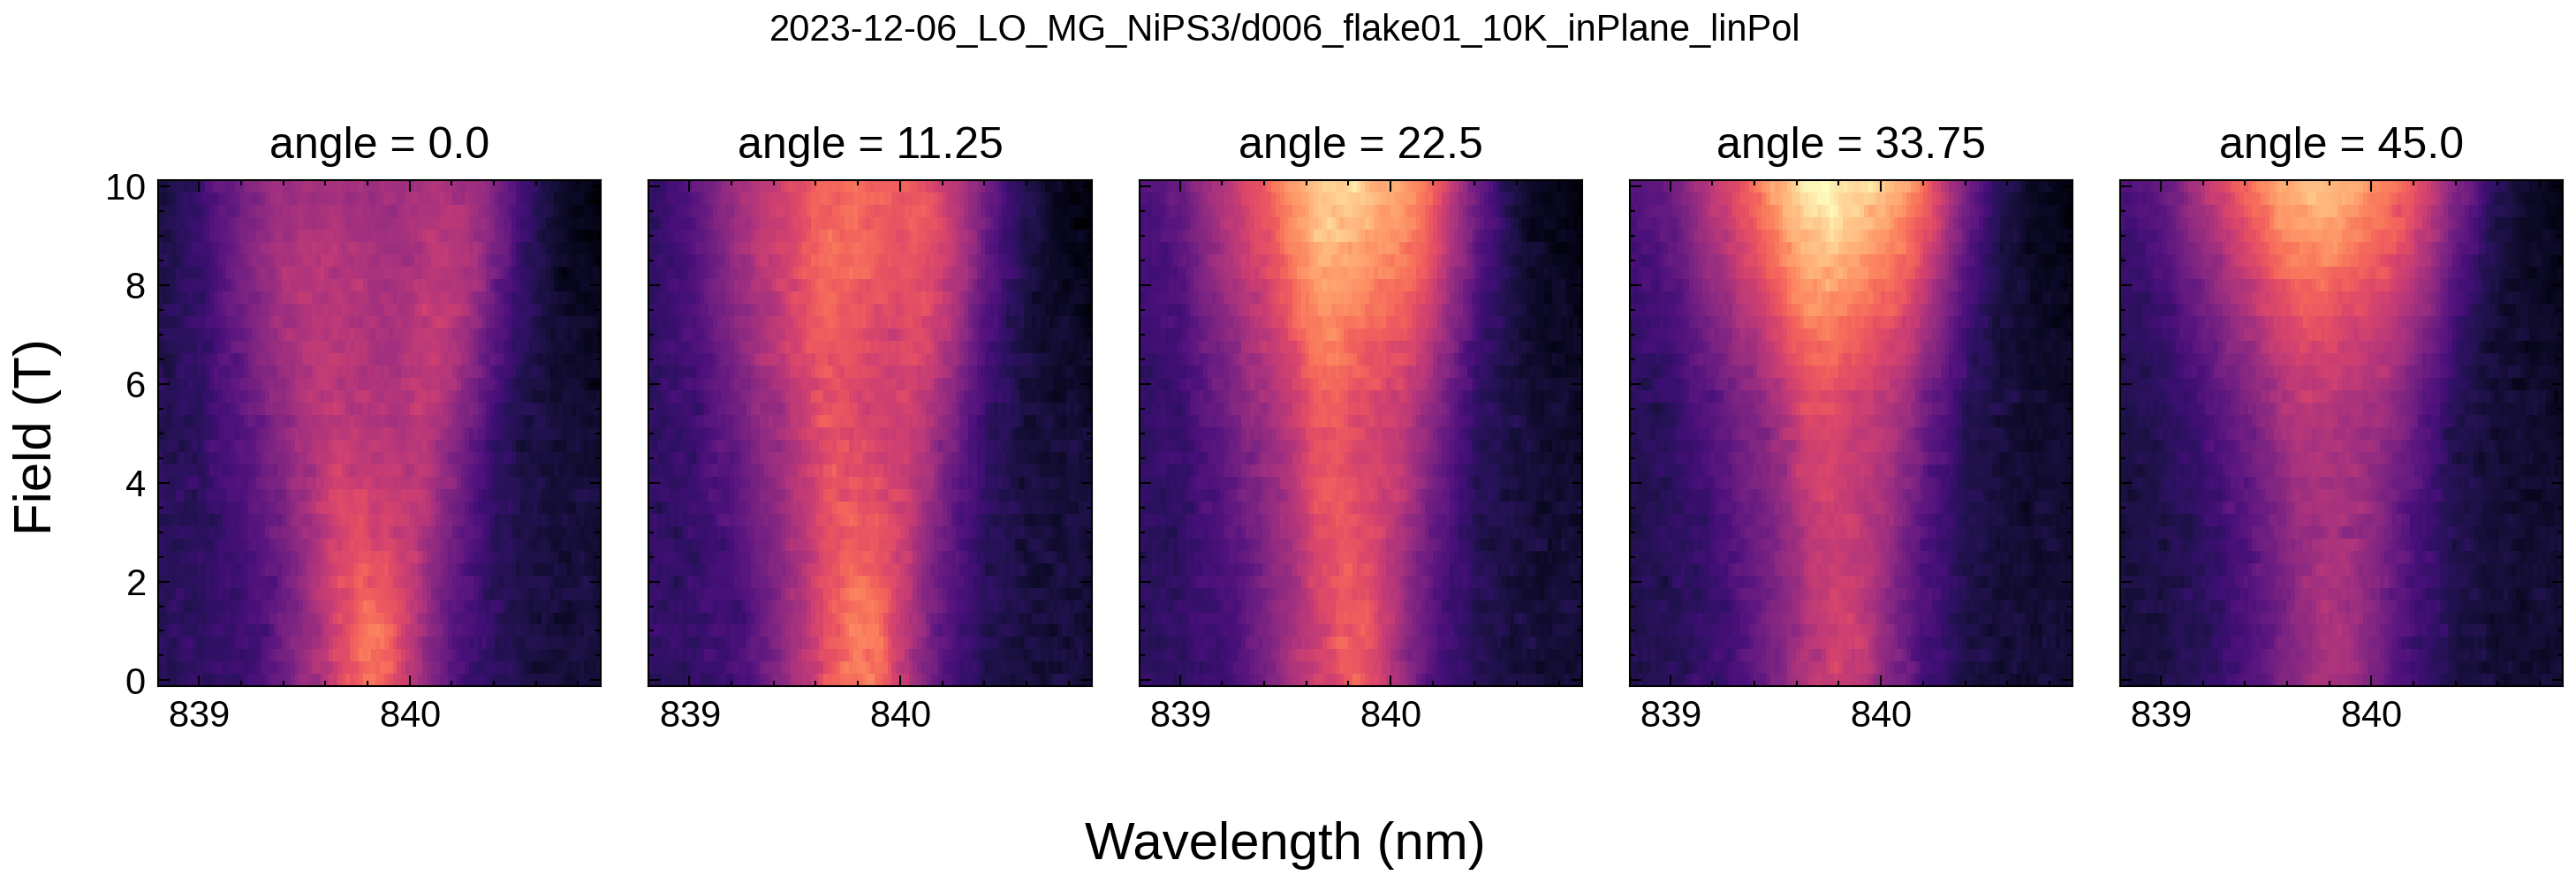 2023-12-06_LO_MG_NiPS3/d006_flake01_10K_inPlane_linPol
angle = 0.0
angle = 11.25
angle = 22.5
angle = 33.75
angle = 45.0
10
8
6
4
2
0
Field (T)
839 840
839 840
839 840
839 840
839 840
Wavelength (nm)